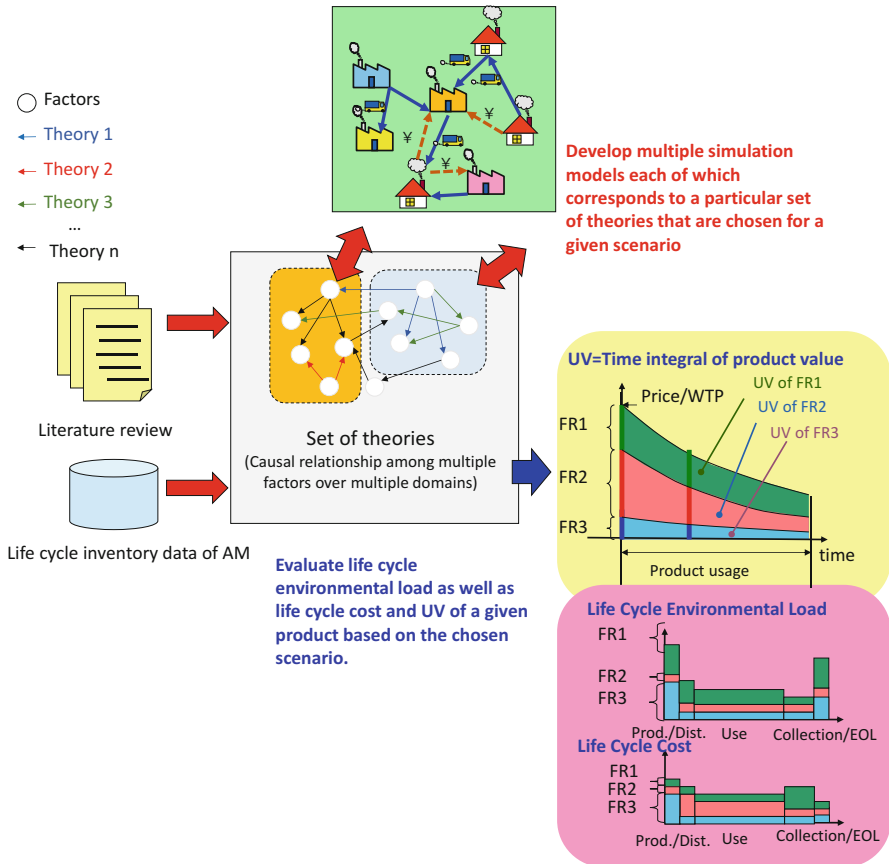 Factors
Theory 1
Theory 2
Theory 3
...
Theory n
¥
¥
¥
Develop multiple simulation
models each of which
corresponds to a particular set
of theories that are chosen for a
given scenario
Literature review
Life cycle inventory data of AM
Set of theories
(Causal relationship among multiple
factors over multiple domains)
Evaluate life cycle
environmental load as well as
life cycle cost and UV of a given
product based on the chosen
scenario.
UV=Time integral of product value
Price/WTP
UV of FR1
UV of FR2
UV of FR3
FR1
FR2
FR3
time
Product usage
Life Cycle Environmental Load
FR1
FR2
FR3
Prod./Dist. Use Collection/EOL
Life Cycle Cost
FR1
FR2
FR3
Prod./Dist. Use Collection/EOL